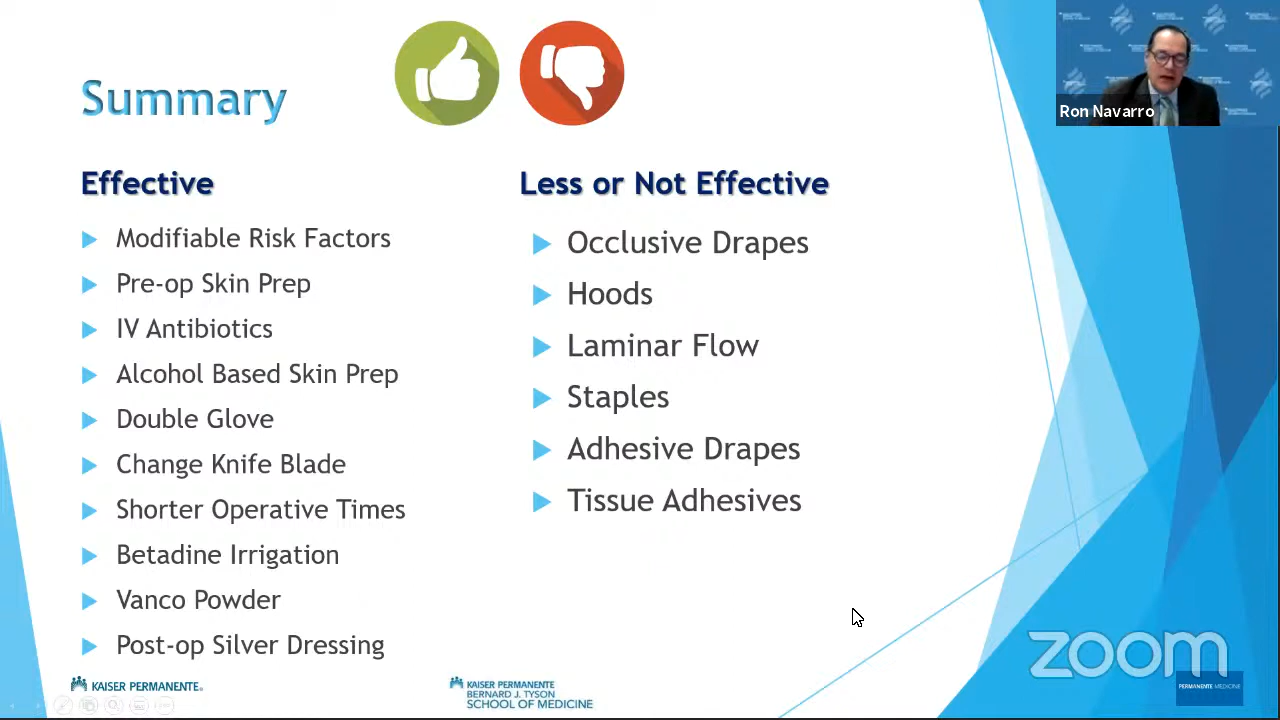 Summary
Effective
Modifiable Risk Factors
Pre-op Skin Prep
IV Antibiotics
Alcohol Based Skin Prep
Double Glove
Change Knife Blade
Shorter Operative Times
Betadine Irrigation
Vanco Powder
Post-op Silver Dressing
Less or Not Effective
Occlusive Drapes
Hoods
Laminar Flow
Staples
Adhesive Drapes
Tissue Adhesives
Ron Navarro
KAISER PERMANENTE®
KAISER PERMANENTE
BERNARD J. TYSON
SCHOOL OF MEDICINE
zoom
PERMANENTE MEDICINE